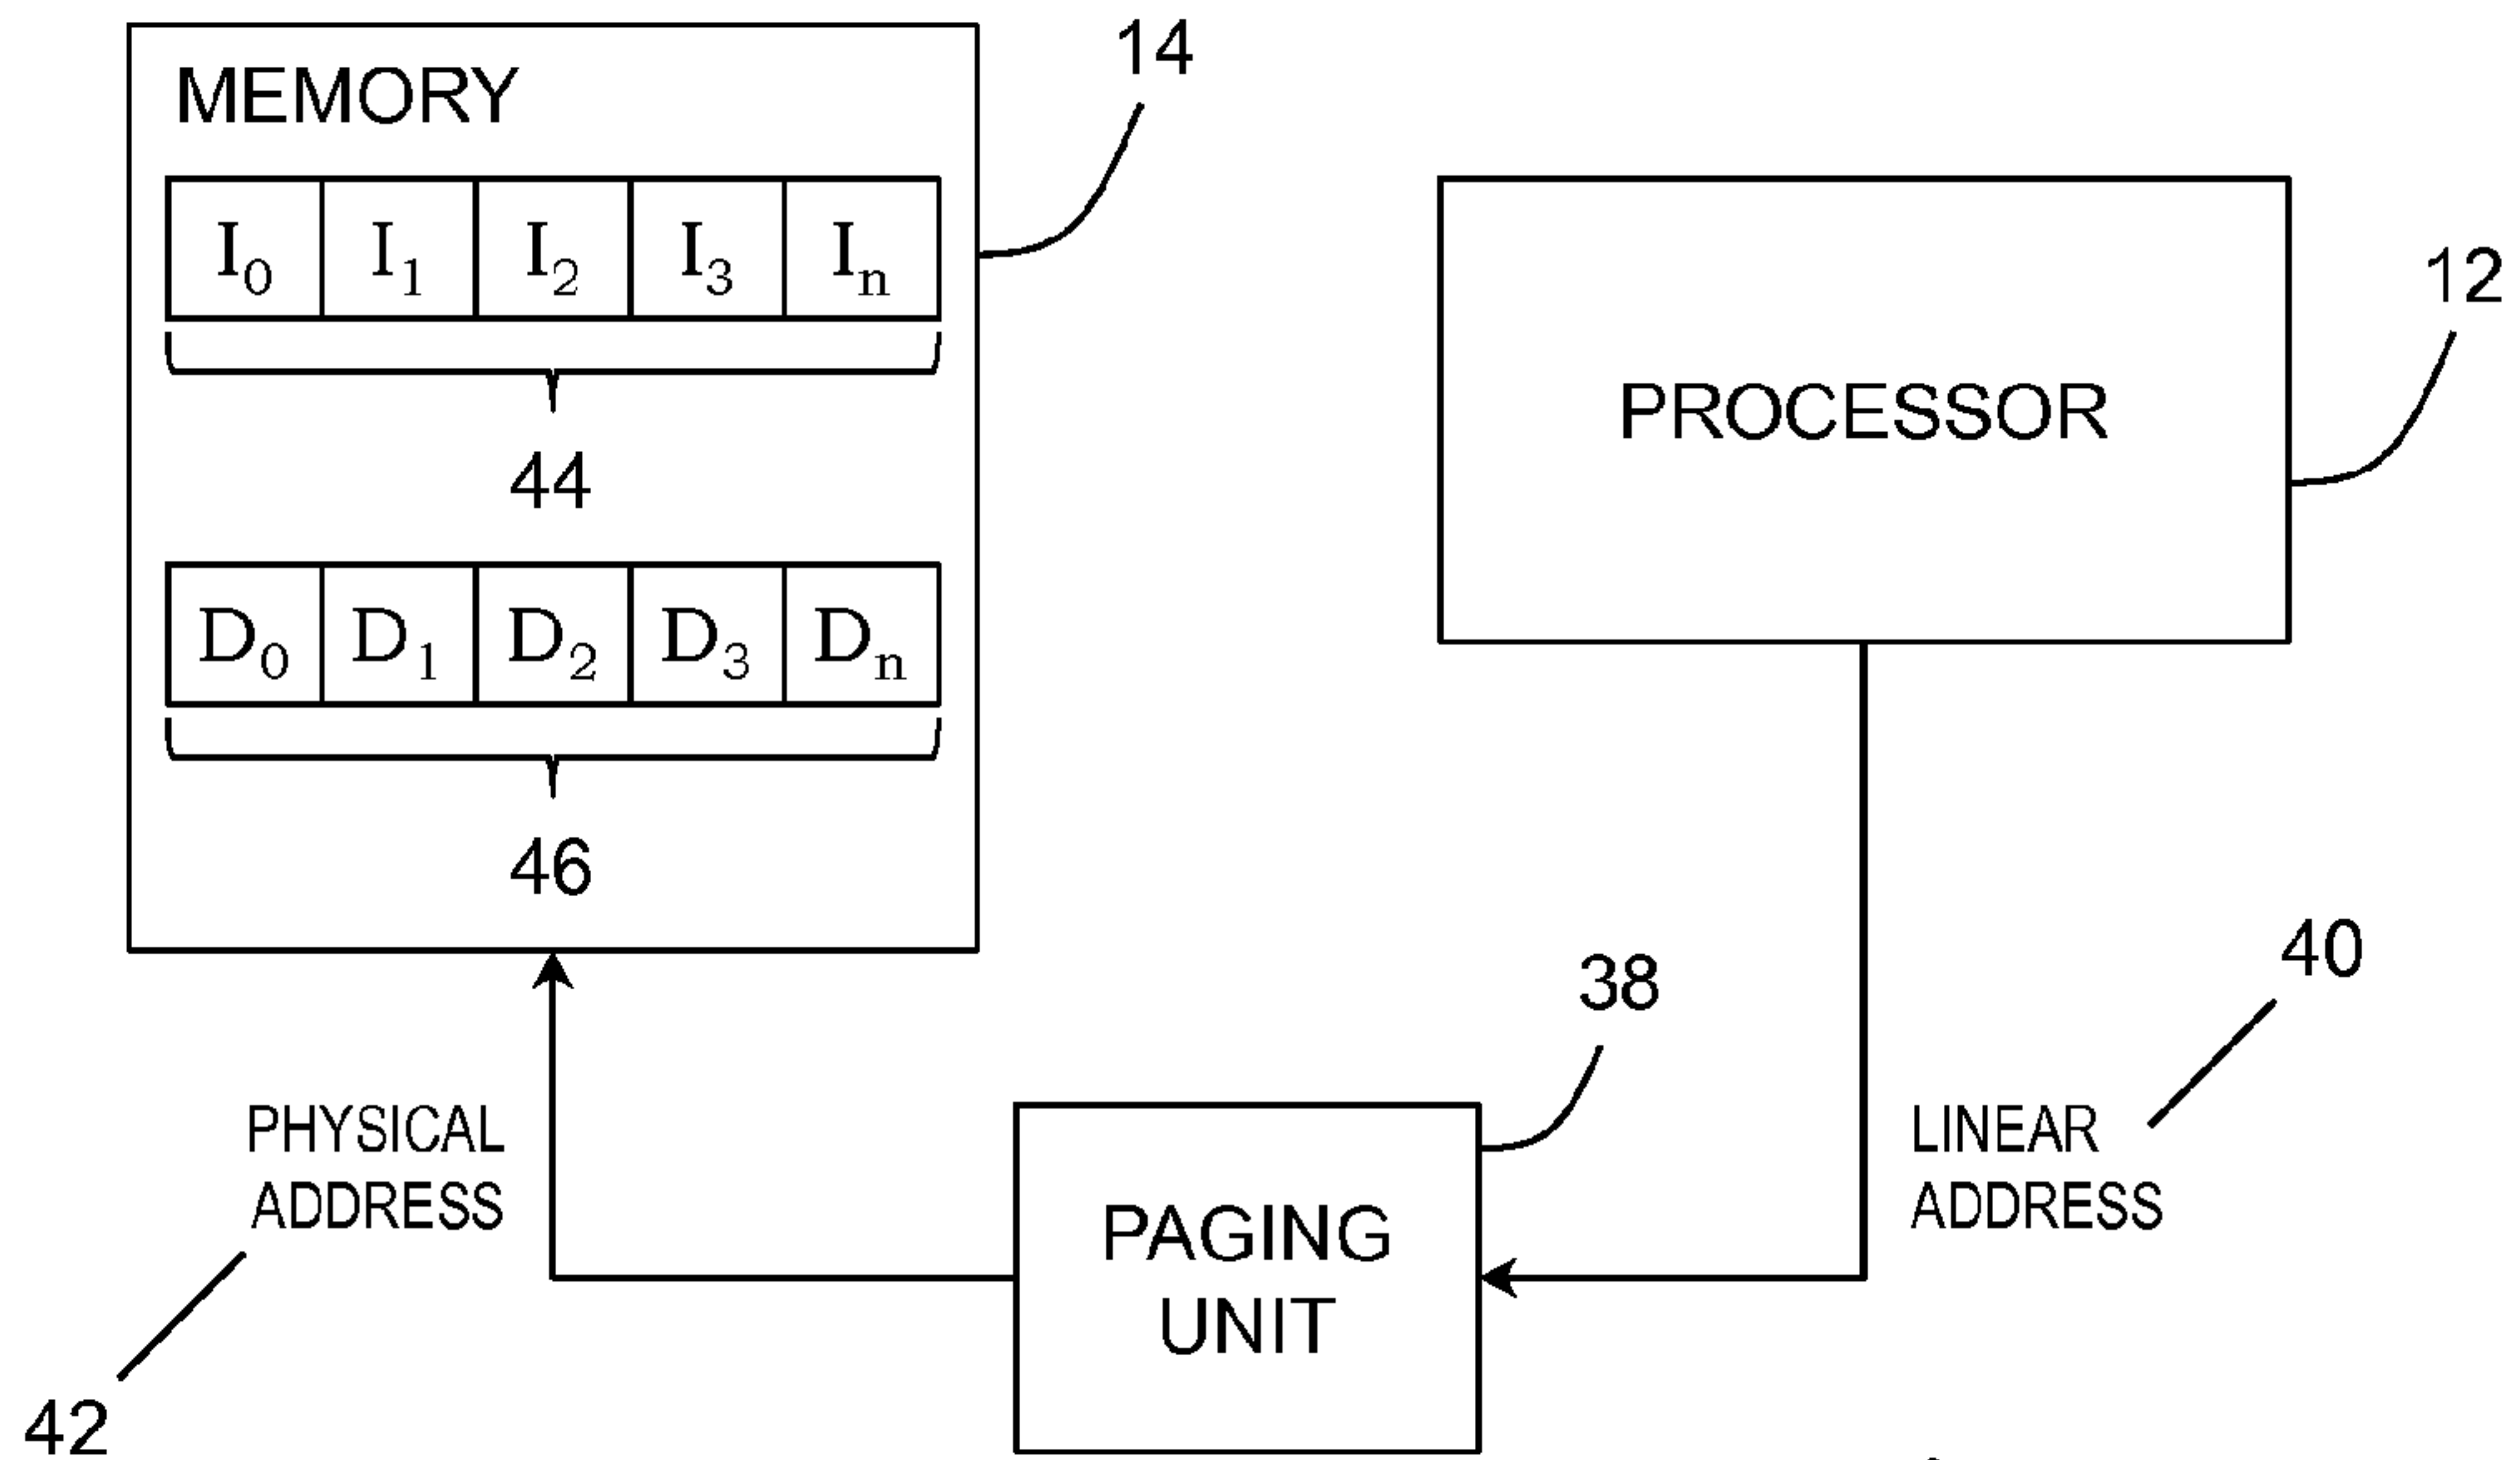 14
MEMORY
I₀ I₁ I₂ I₃ Iₙ
12
PROCESSOR
44
D₀ D₁ D₂ D₃ Dₙ
46
40
38
PHYSICAL
ADDRESS
LINEAR
ADDRESS
PAGING
UNIT
42